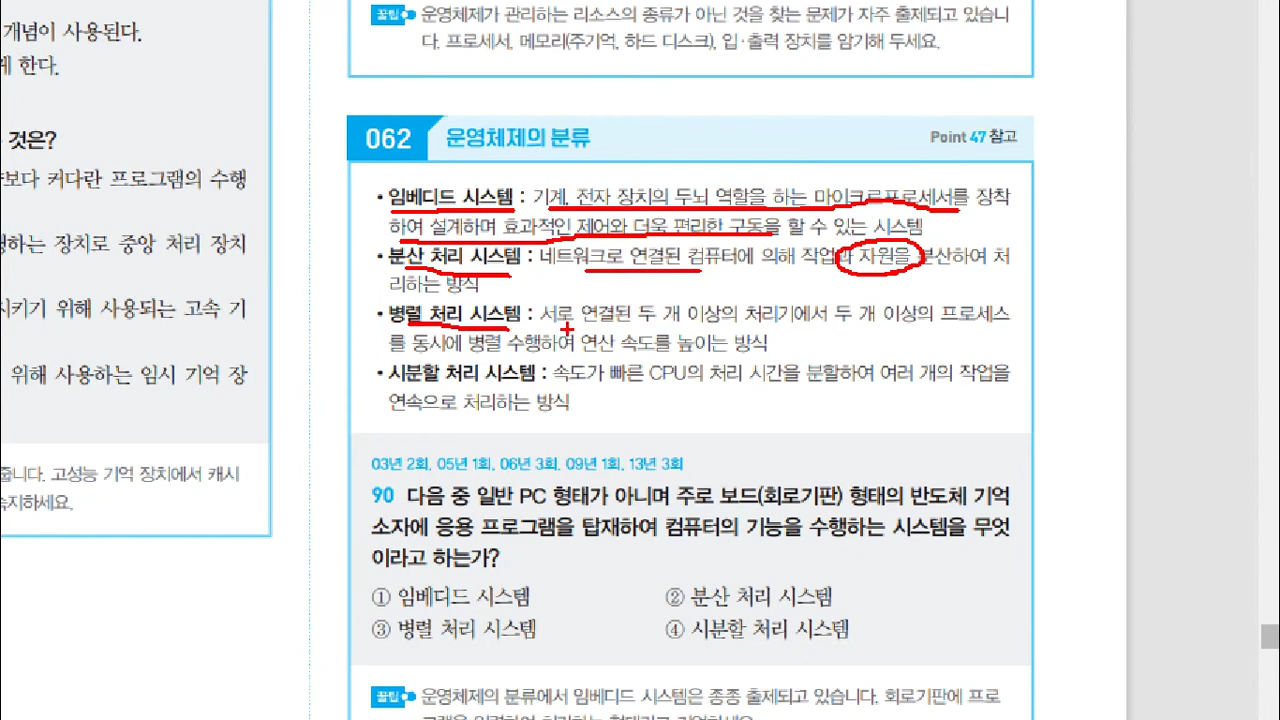 개념이 사용된다.
게 한다.
것은?
보다 커다란 프로그램의 수행
행하는 장치로 중앙 처리 장치
시키기 위해 사용되는 고속 기
위해 사용하는 임시 기억 장
줍니다. 고성능 기억 장치에서 캐시
숙지하세요.
꿀팁 운영체제가 관리하는 리소스의 종류가 아닌 것을 찾는 문제가 자주 출제되고 있습니
다. 프로세서, 메모리(주기억, 하드 디스크), 입·출력 장치를 암기해 두세요.
062 운영체제의 분류 Point 47 참고
• 임베디드 시스템 : 기계, 전자 장치의 두뇌 역할을 하는 마이크로프로세서를 장착
하여 설계하며 효과적인 제어와 더욱 편리한 구동을 할 수 있는 시스템
• 분산 처리 시스템 : 네트워크로 연결된 컴퓨터에 의해 작업과 자원을 분산하여 처
리하는 방식
• 병렬 처리 시스템 : 서로 연결된 두 개 이상의 처리기에서 두 개 이상의 프로세스
를 동시에 병렬 수행하여 연산 속도를 높이는 방식
• 시분할 처리 시스템 : 속도가 빠른 CPU의 처리 시간을 분할하여 여러 개의 작업을
연속으로 처리하는 방식
03년 2회, 05년 1회, 06년 3회, 09년 1회, 13년 3회
90 다음 중 일반 PC 형태가 아니며 주로 보드(회로기판) 형태의 반도체 기억
소자에 응용 프로그램을 탑재하여 컴퓨터의 기능을 수행하는 시스템을 무엇
이라고 하는가?
① 임베디드 시스템 ② 분산 처리 시스템
③ 병렬 처리 시스템 ④ 시분할 처리 시스템
꿀팁 운영체제의 분류에서 임베디드 시스템은 종종 출제되고 있습니다. 회로기판에 프로